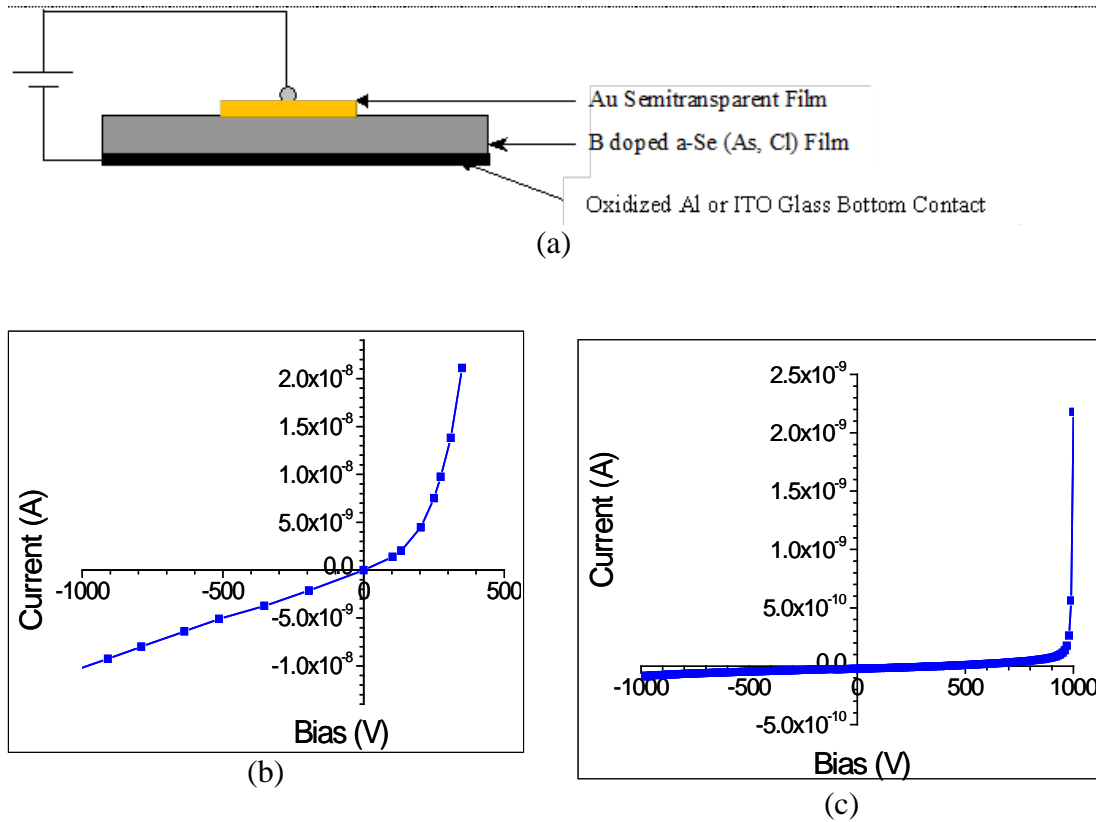 Au Semitransparent Film
B doped a-Se (As, Cl) Film
Oxidized Al or ITO Glass Bottom Contact
(a)
2.0x10⁻⁸
1.5x10⁻⁸
1.0x10⁻⁸
5.0x10⁻⁹
0.0
-1000 -500 0 500
-5.0x10⁻⁹
-1.0x10⁻⁸
Current (A)
Bias (V)
(b)
2.5x10⁻⁹
2.0x10⁻⁹
1.5x10⁻⁹
1.0x10⁻⁹
5.0x10⁻¹⁰
0.0
-1000 -500 0 500 1000
-5.0x10⁻¹⁰
Current (A)
Bias (V)
(c)